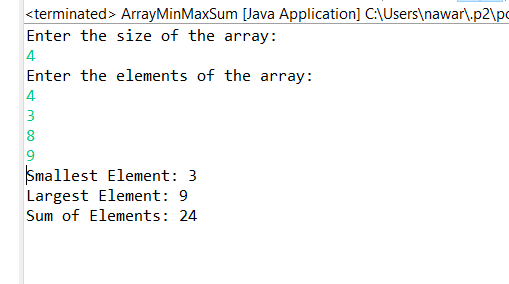 <terminated> ArrayMinMaxSum [Java Application] C:\Users\nawar\.p2\po
Enter the size of the array:
4
Enter the elements of the array:
4
3
8
9
Smallest Element: 3
Largest Element: 9
Sum of Elements: 24